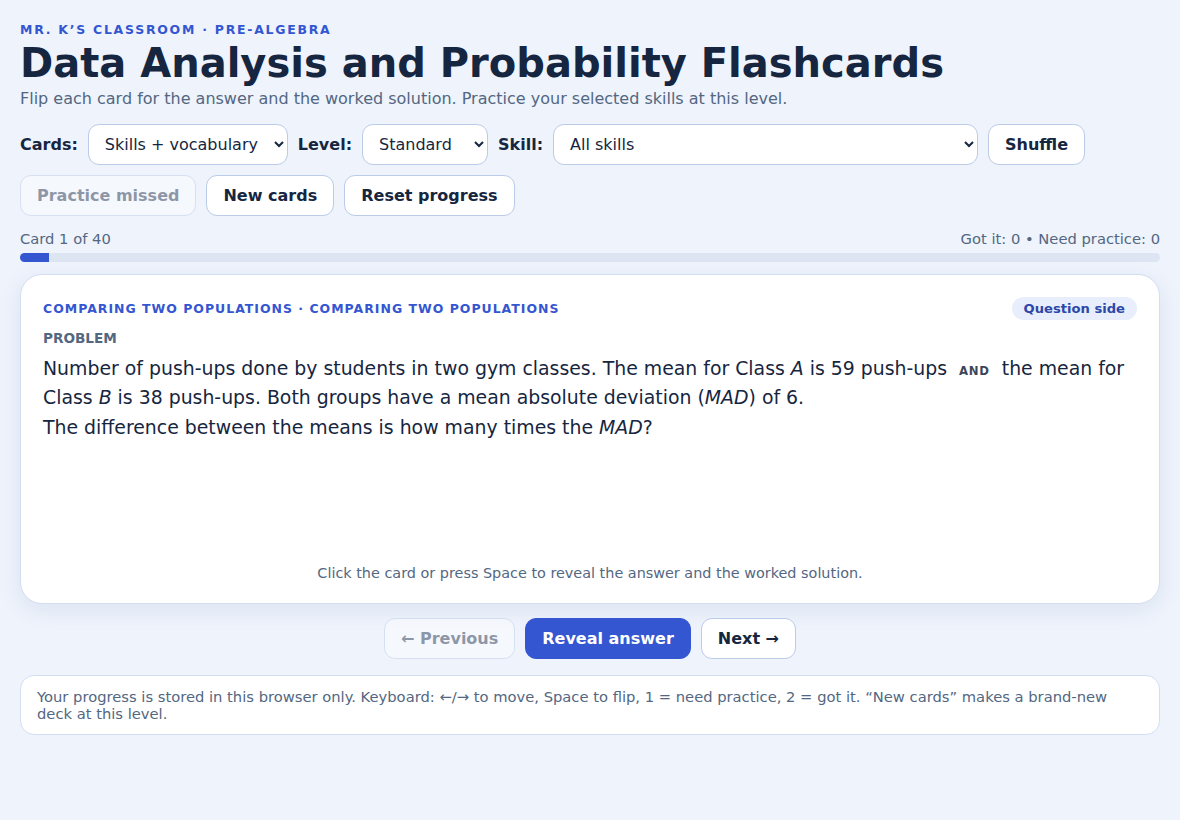 MR. K’S CLASSROOM · PRE-ALGEBRA
Data Analysis and Probability Flashcards
Flip each card for the answer and the worked solution. Practice your selected skills at this level.
Cards: Skills + vocabulary Level: Standard Skill: All skills Shuffle
Practice missed New cards Reset progress
Card 1 of 40 Got it: 0 • Need practice: 0
COMPARING TWO POPULATIONS · COMPARING TWO POPULATIONS Question side
PROBLEM
Number of push-ups done by students in two gym classes. The mean for Class A is 59 push-ups AND the mean for
Class B is 38 push-ups. Both groups have a mean absolute deviation (MAD) of 6.
The difference between the means is how many times the MAD?
Click the card or press Space to reveal the answer and the worked solution.
← Previous Reveal answer Next →
Your progress is stored in this browser only. Keyboard: ←/→ to move, Space to flip, 1 = need practice, 2 = got it. “New cards” makes a brand-new
deck at this level.